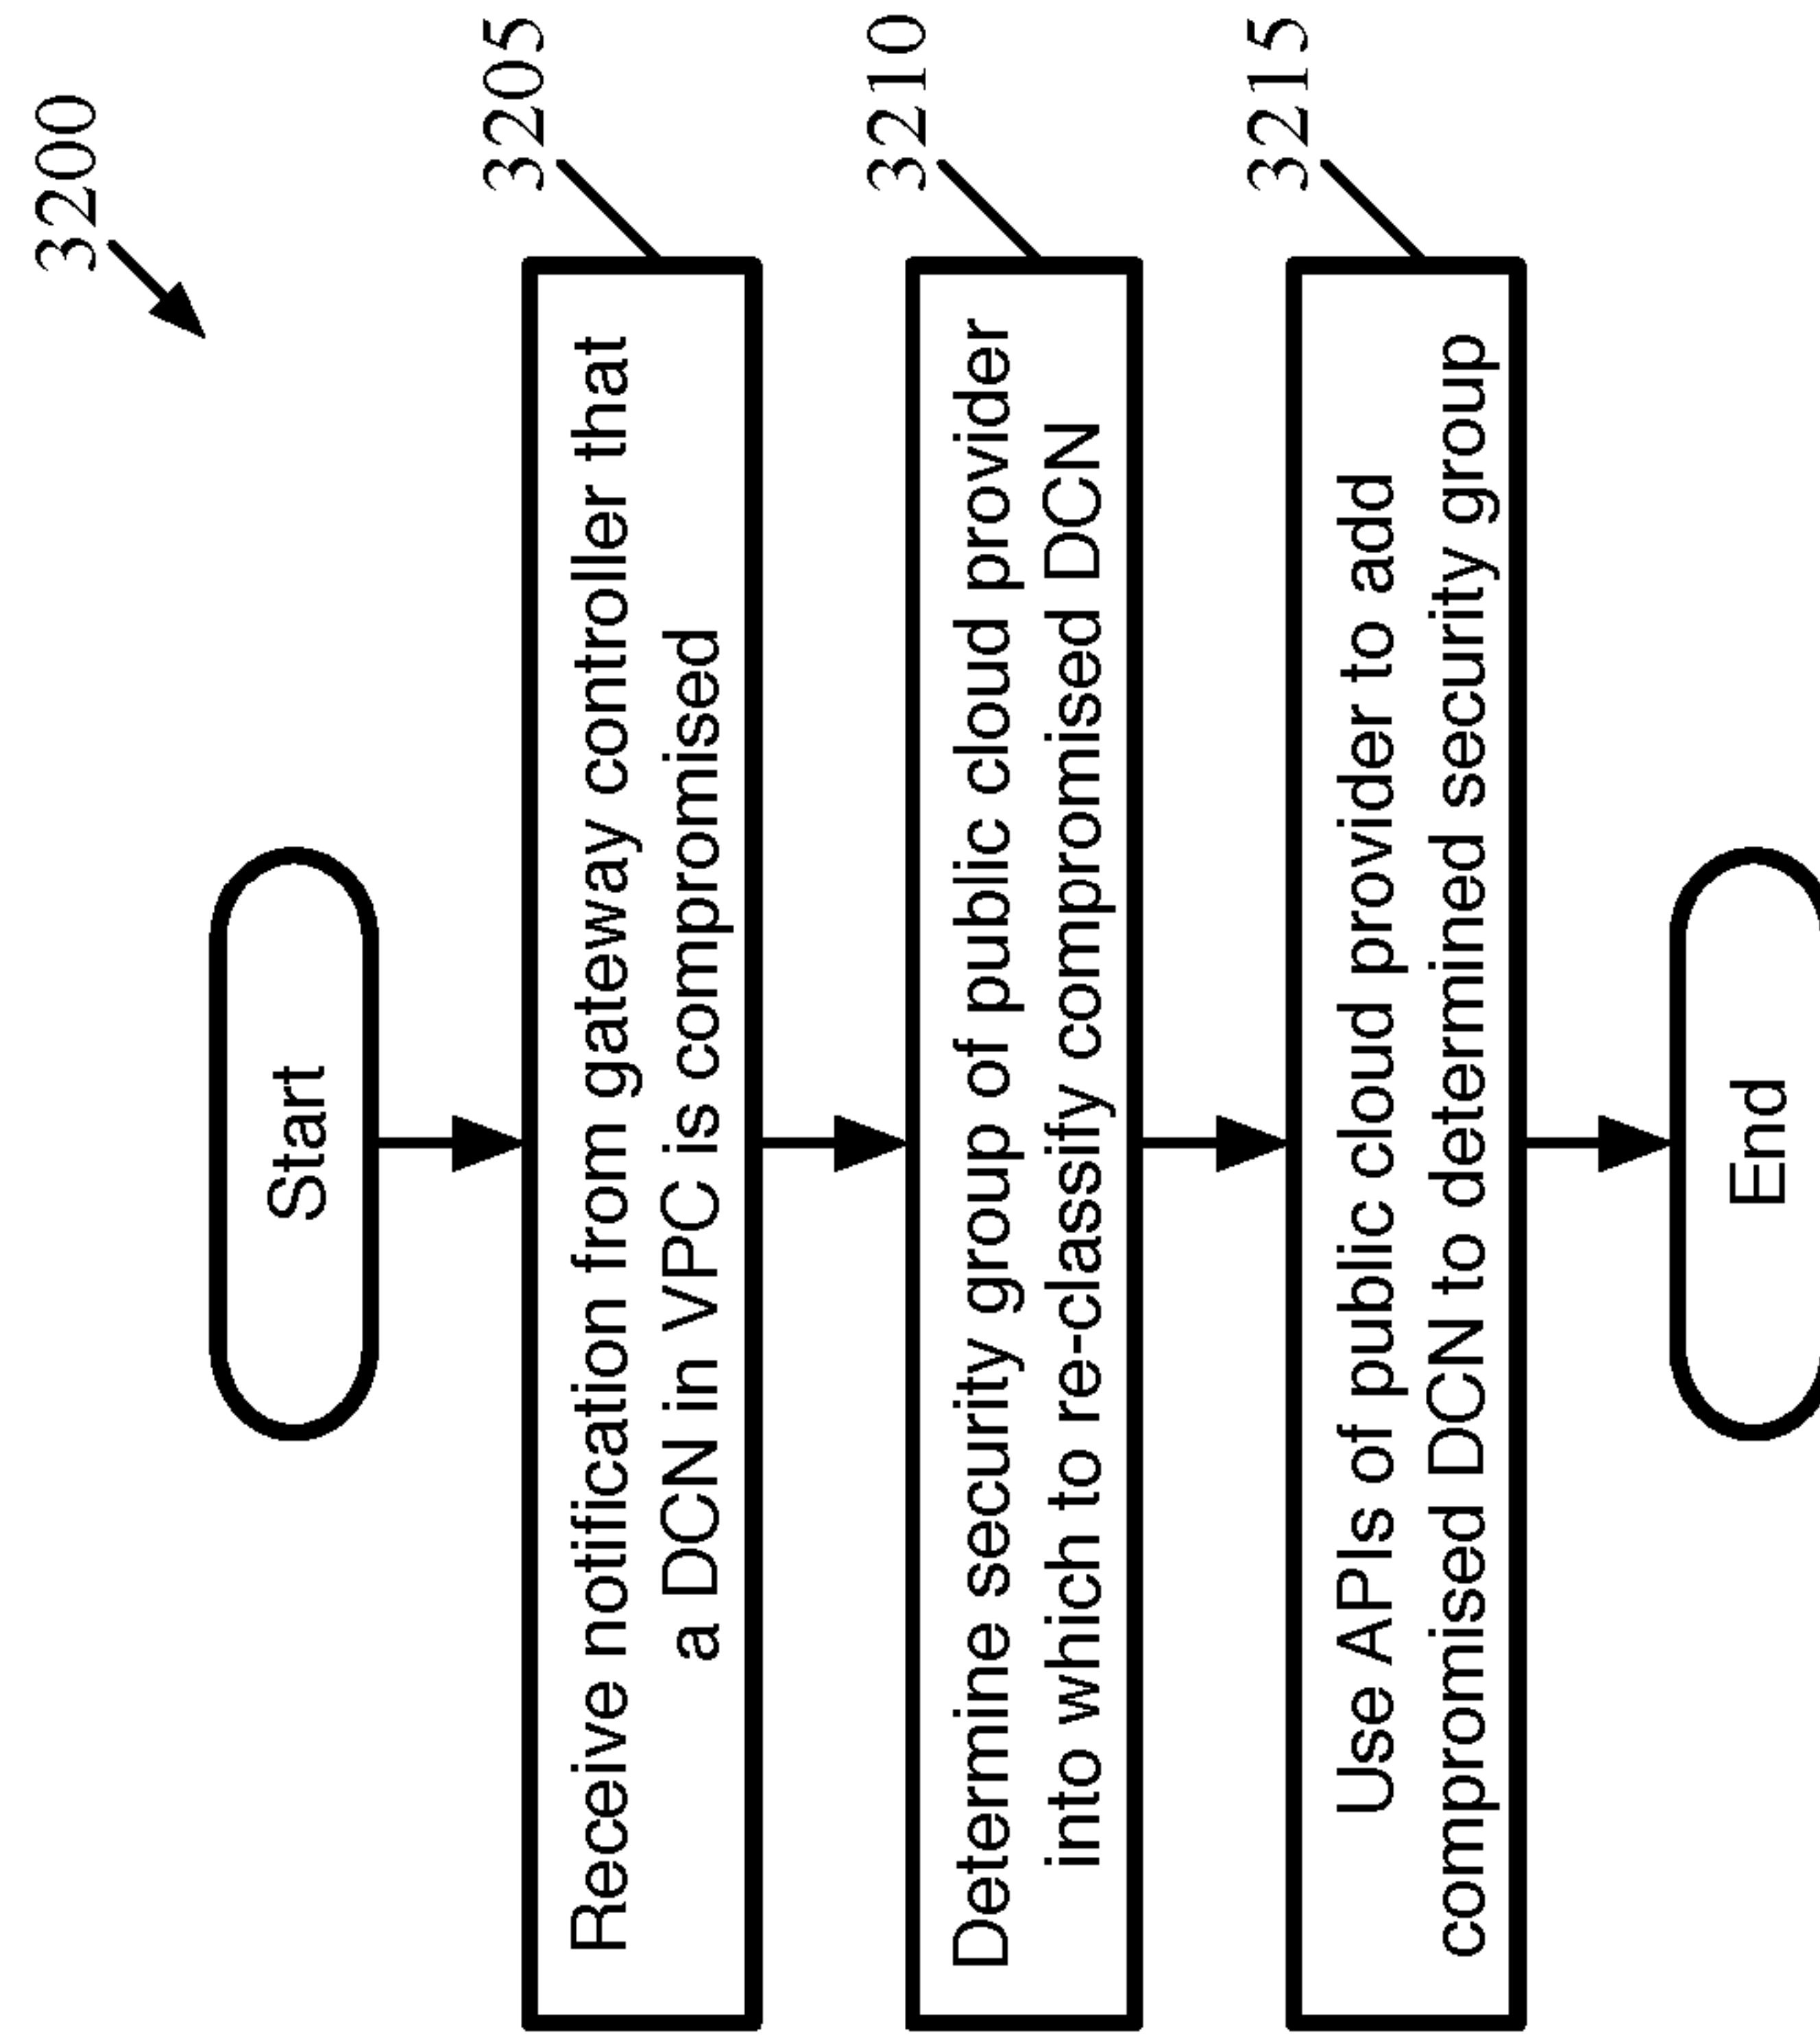 3200
Start
3205
Receive notification from gateway controller that
a DCN in VPC is compromised
3210
Determine security group of public cloud provider
into which to re-classify compromised DCN
3215
Use APIs of public cloud provider to add
compromised DCN to determined security group
End